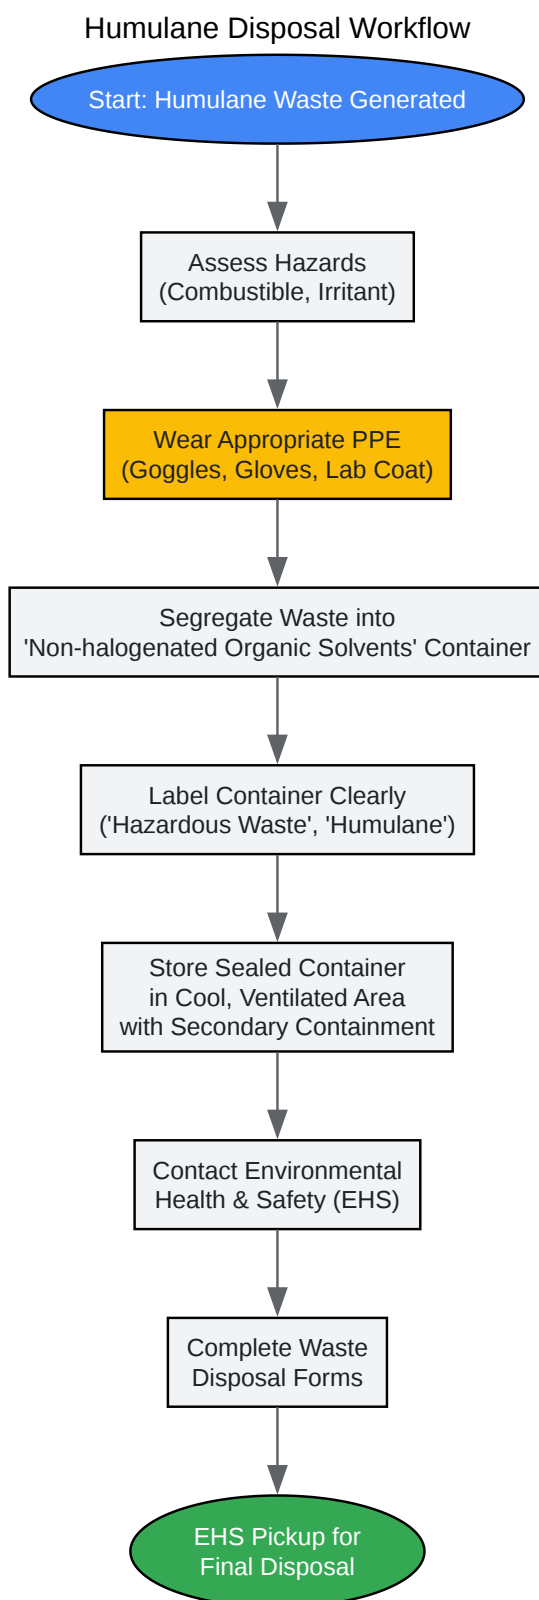 Humulane Disposal Workflow
Start: Humulane Waste Generated
Assess Hazards
(Combustible, Irritant)
Wear Appropriate PPE
(Goggles, Gloves, Lab Coat)
Segregate Waste into
'Non-halogenated Organic Solvents' Container
Label Container Clearly
('Hazardous Waste', 'Humulane')
Store Sealed Container
in Cool, Ventilated Area
with Secondary Containment
Contact Environmental
Health & Safety (EHS)
Complete Waste
Disposal Forms
EHS Pickup for
Final Disposal